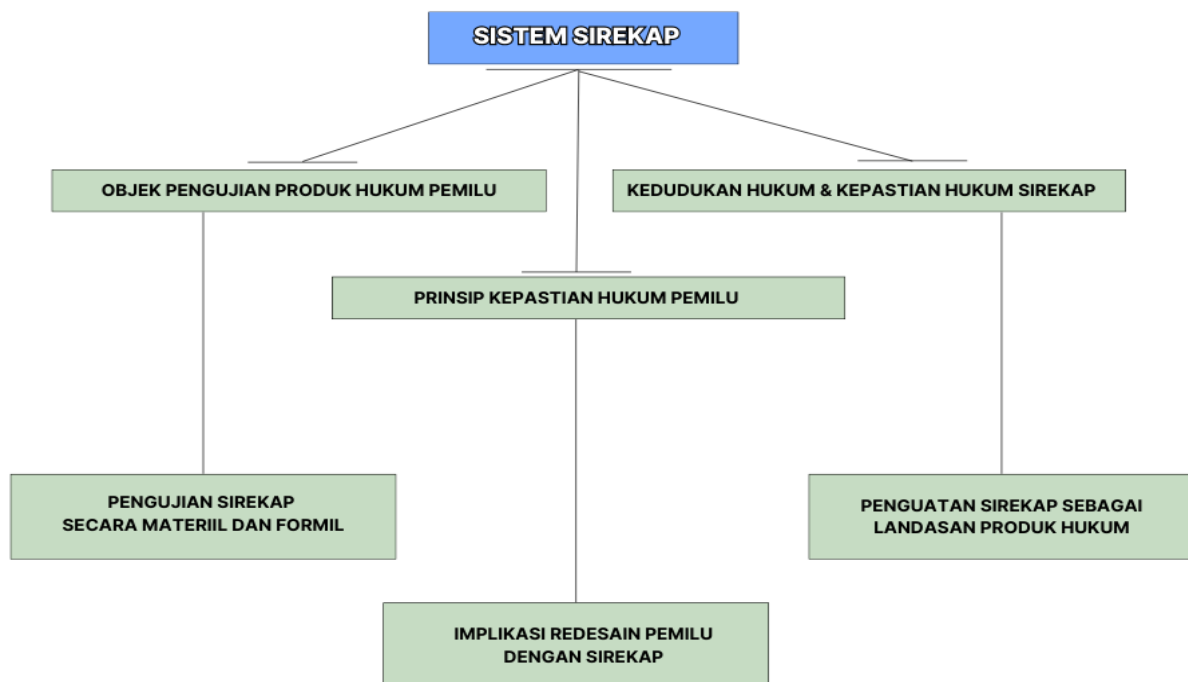 SISTEM SIREKAP
OBJEK PENGUJIAN PRODUK HUKUM PEMILU
KEDUDUKAN HUKUM & KEPASTIAN HUKUM SIREKAP
PRINSIP KEPASTIAN HUKUM PEMILU
PENGUJIAN SIREKAP
SECARA MATERIIL DAN FORMIL
PENGUATAN SIREKAP SEBAGAI
LANDASAN PRODUK HUKUM
IMPLIKASI REDESAIN PEMILU
DENGAN SIREKAP